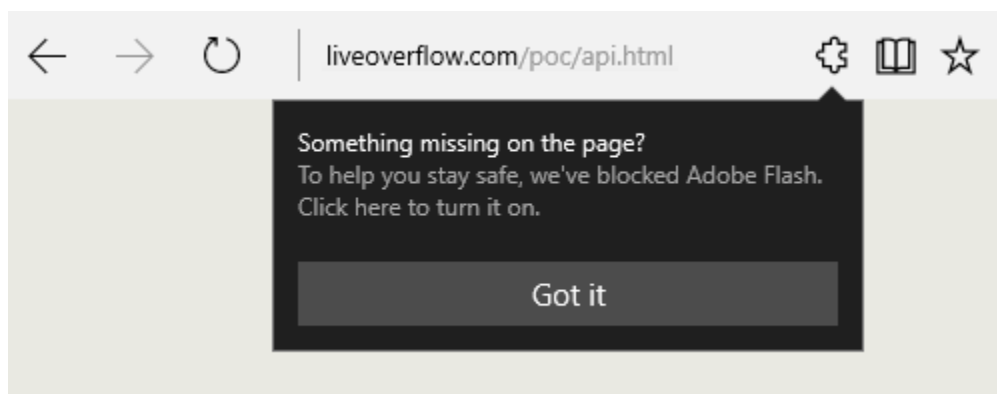 liveoverflow.com/poc/api.html
Something missing on the page?
To help you stay safe, we've blocked Adobe Flash.
Click here to turn it on.
Got it